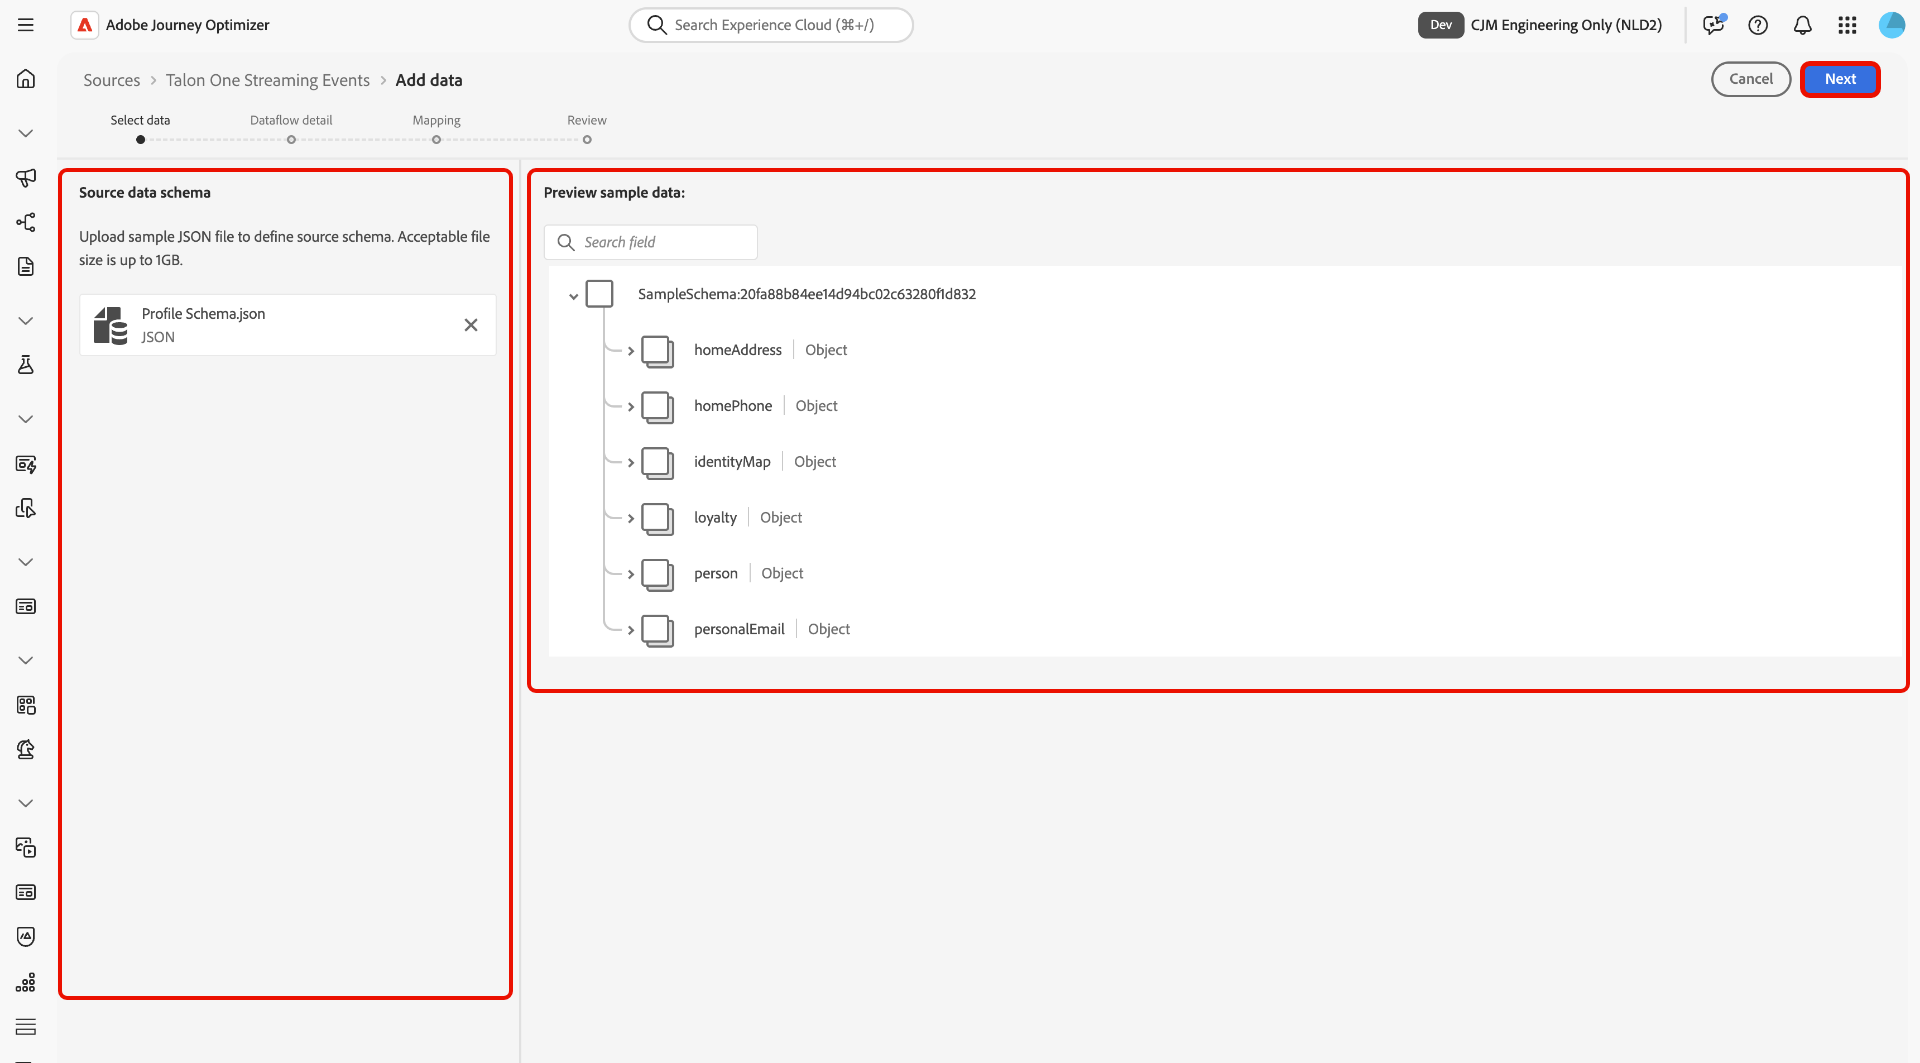 Adobe Journey Optimizer
Search Experience Cloud (⌘+/)
Dev
CJM Engineering Only (NLD2)
Sources > Talon One Streaming Events > Add data
Cancel
Next
Select data
Dataflow detail
Mapping
Review
Source data schema
Upload sample JSON file to define source schema. Acceptable file
size is up to 1GB.
Profile Schema.json
JSON
Preview sample data:
Search field
SampleSchema:20fa88b84ee14d94bc02c63280f1d832
homeAddress | Object
homePhone | Object
identityMap | Object
loyalty | Object
person | Object
personalEmail | Object